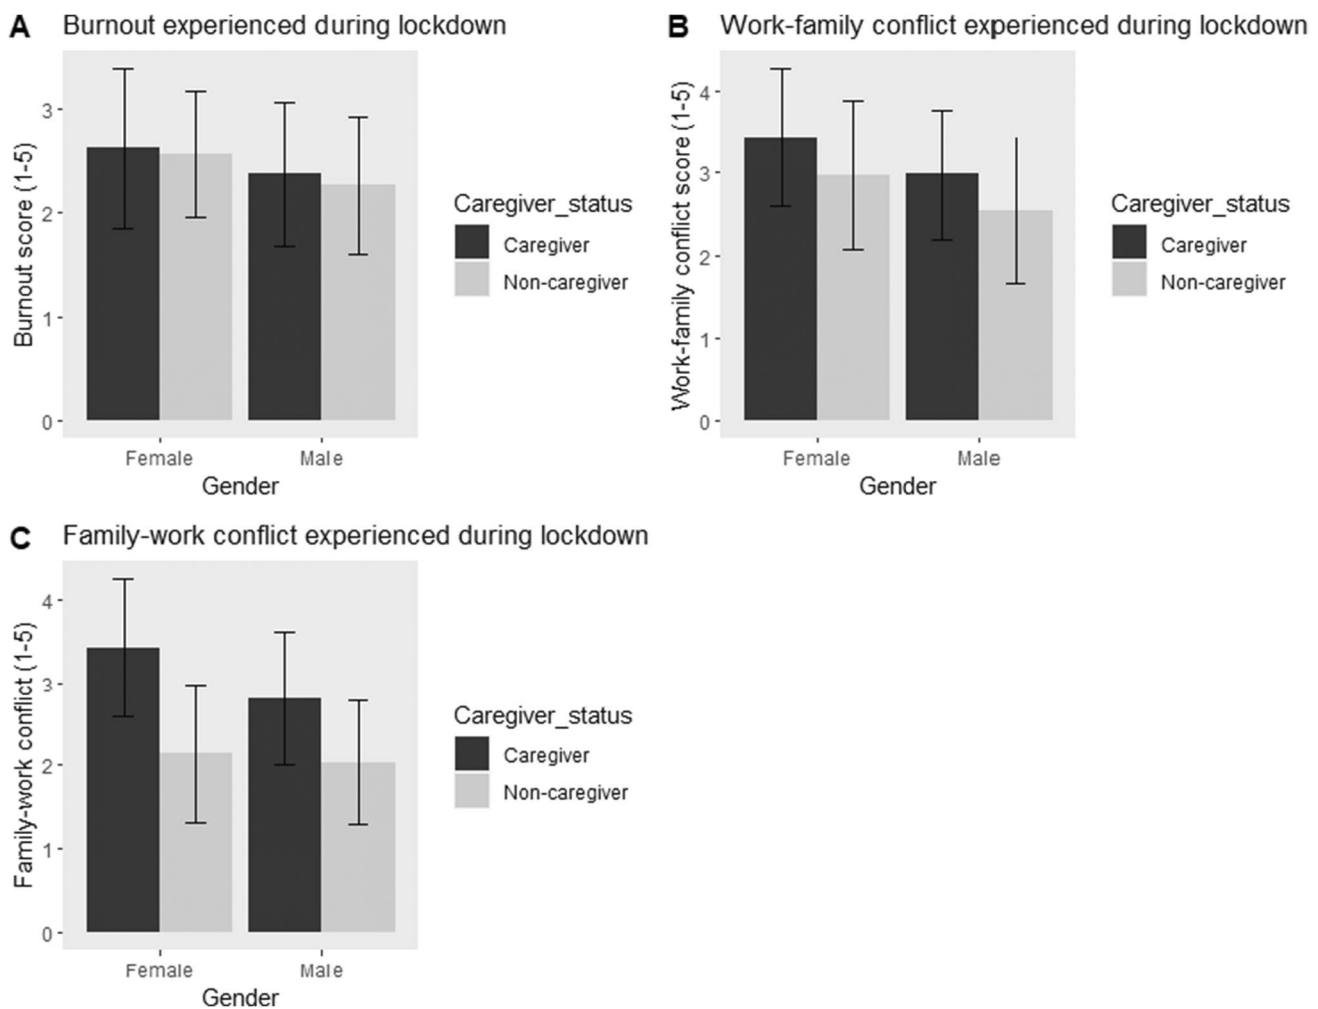 A Burnout experienced during lockdown
Burnout score (1-5)
3
2
1
0
Female Male
Gender
Caregiver_status
Caregiver
Non-caregiver
B Work-family conflict experienced during lockdown
Work-family conflict score (1-5)
4
3
2
1
0
Female Male
Gender
Caregiver_status
Caregiver
Non-caregiver
C Family-work conflict experienced during lockdown
Family-work conflict (1-5)
4
3
2
1
0
Female Male
Gender
Caregiver_status
Caregiver
Non-caregiver